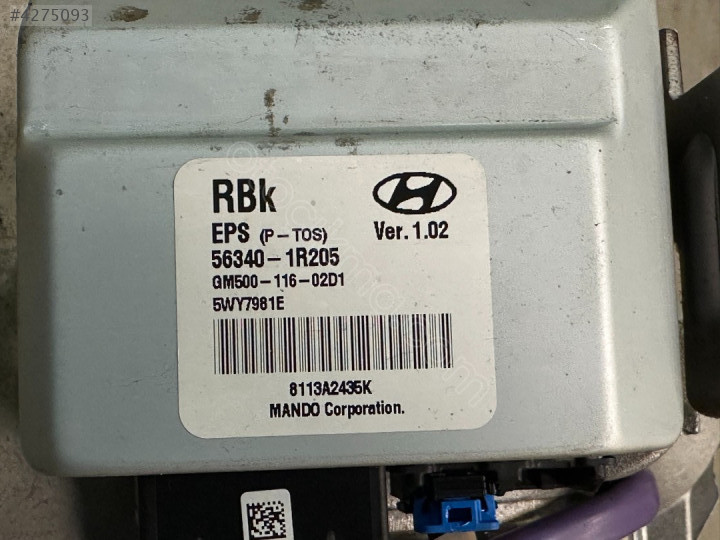 #4275093
RBk
EPS (P-TOS) Ver. 1.02
56340-1R205
GM500-116-02D1
5WY7981E
8113A2435K
MANDO Corporation.